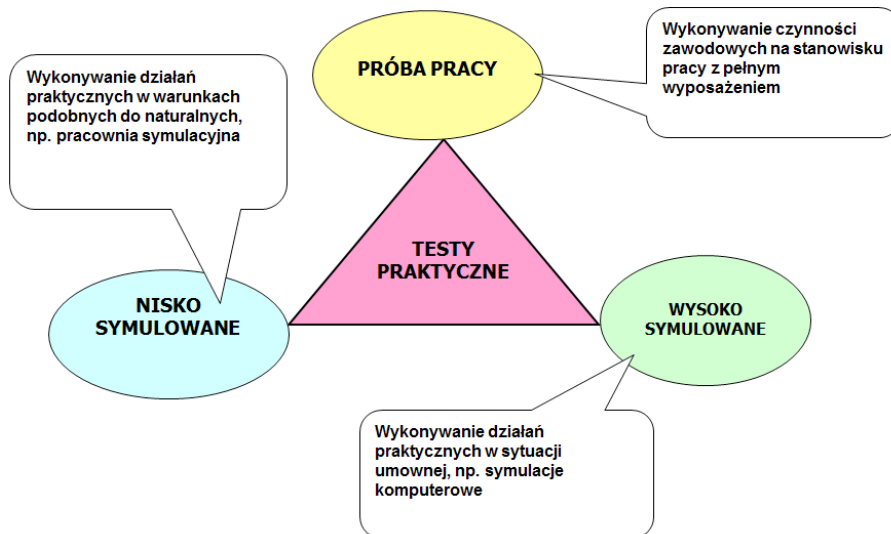 PRÓBA PRACY
Wykonywanie czynności
zawodowych na stanowisku
pracy z pełnym
wyposażeniem
Wykonywanie działań
praktycznych w warunkach
podobnych do naturalnych,
np. pracownia symulacyjna
TESTY
PRAKTYCZNE
NISKO
SYMULOWANE
WYSOKO
SYMULOWANE
Wykonywanie działań
praktycznych w sytuacji
umownej, np. symulacje
komputerowe